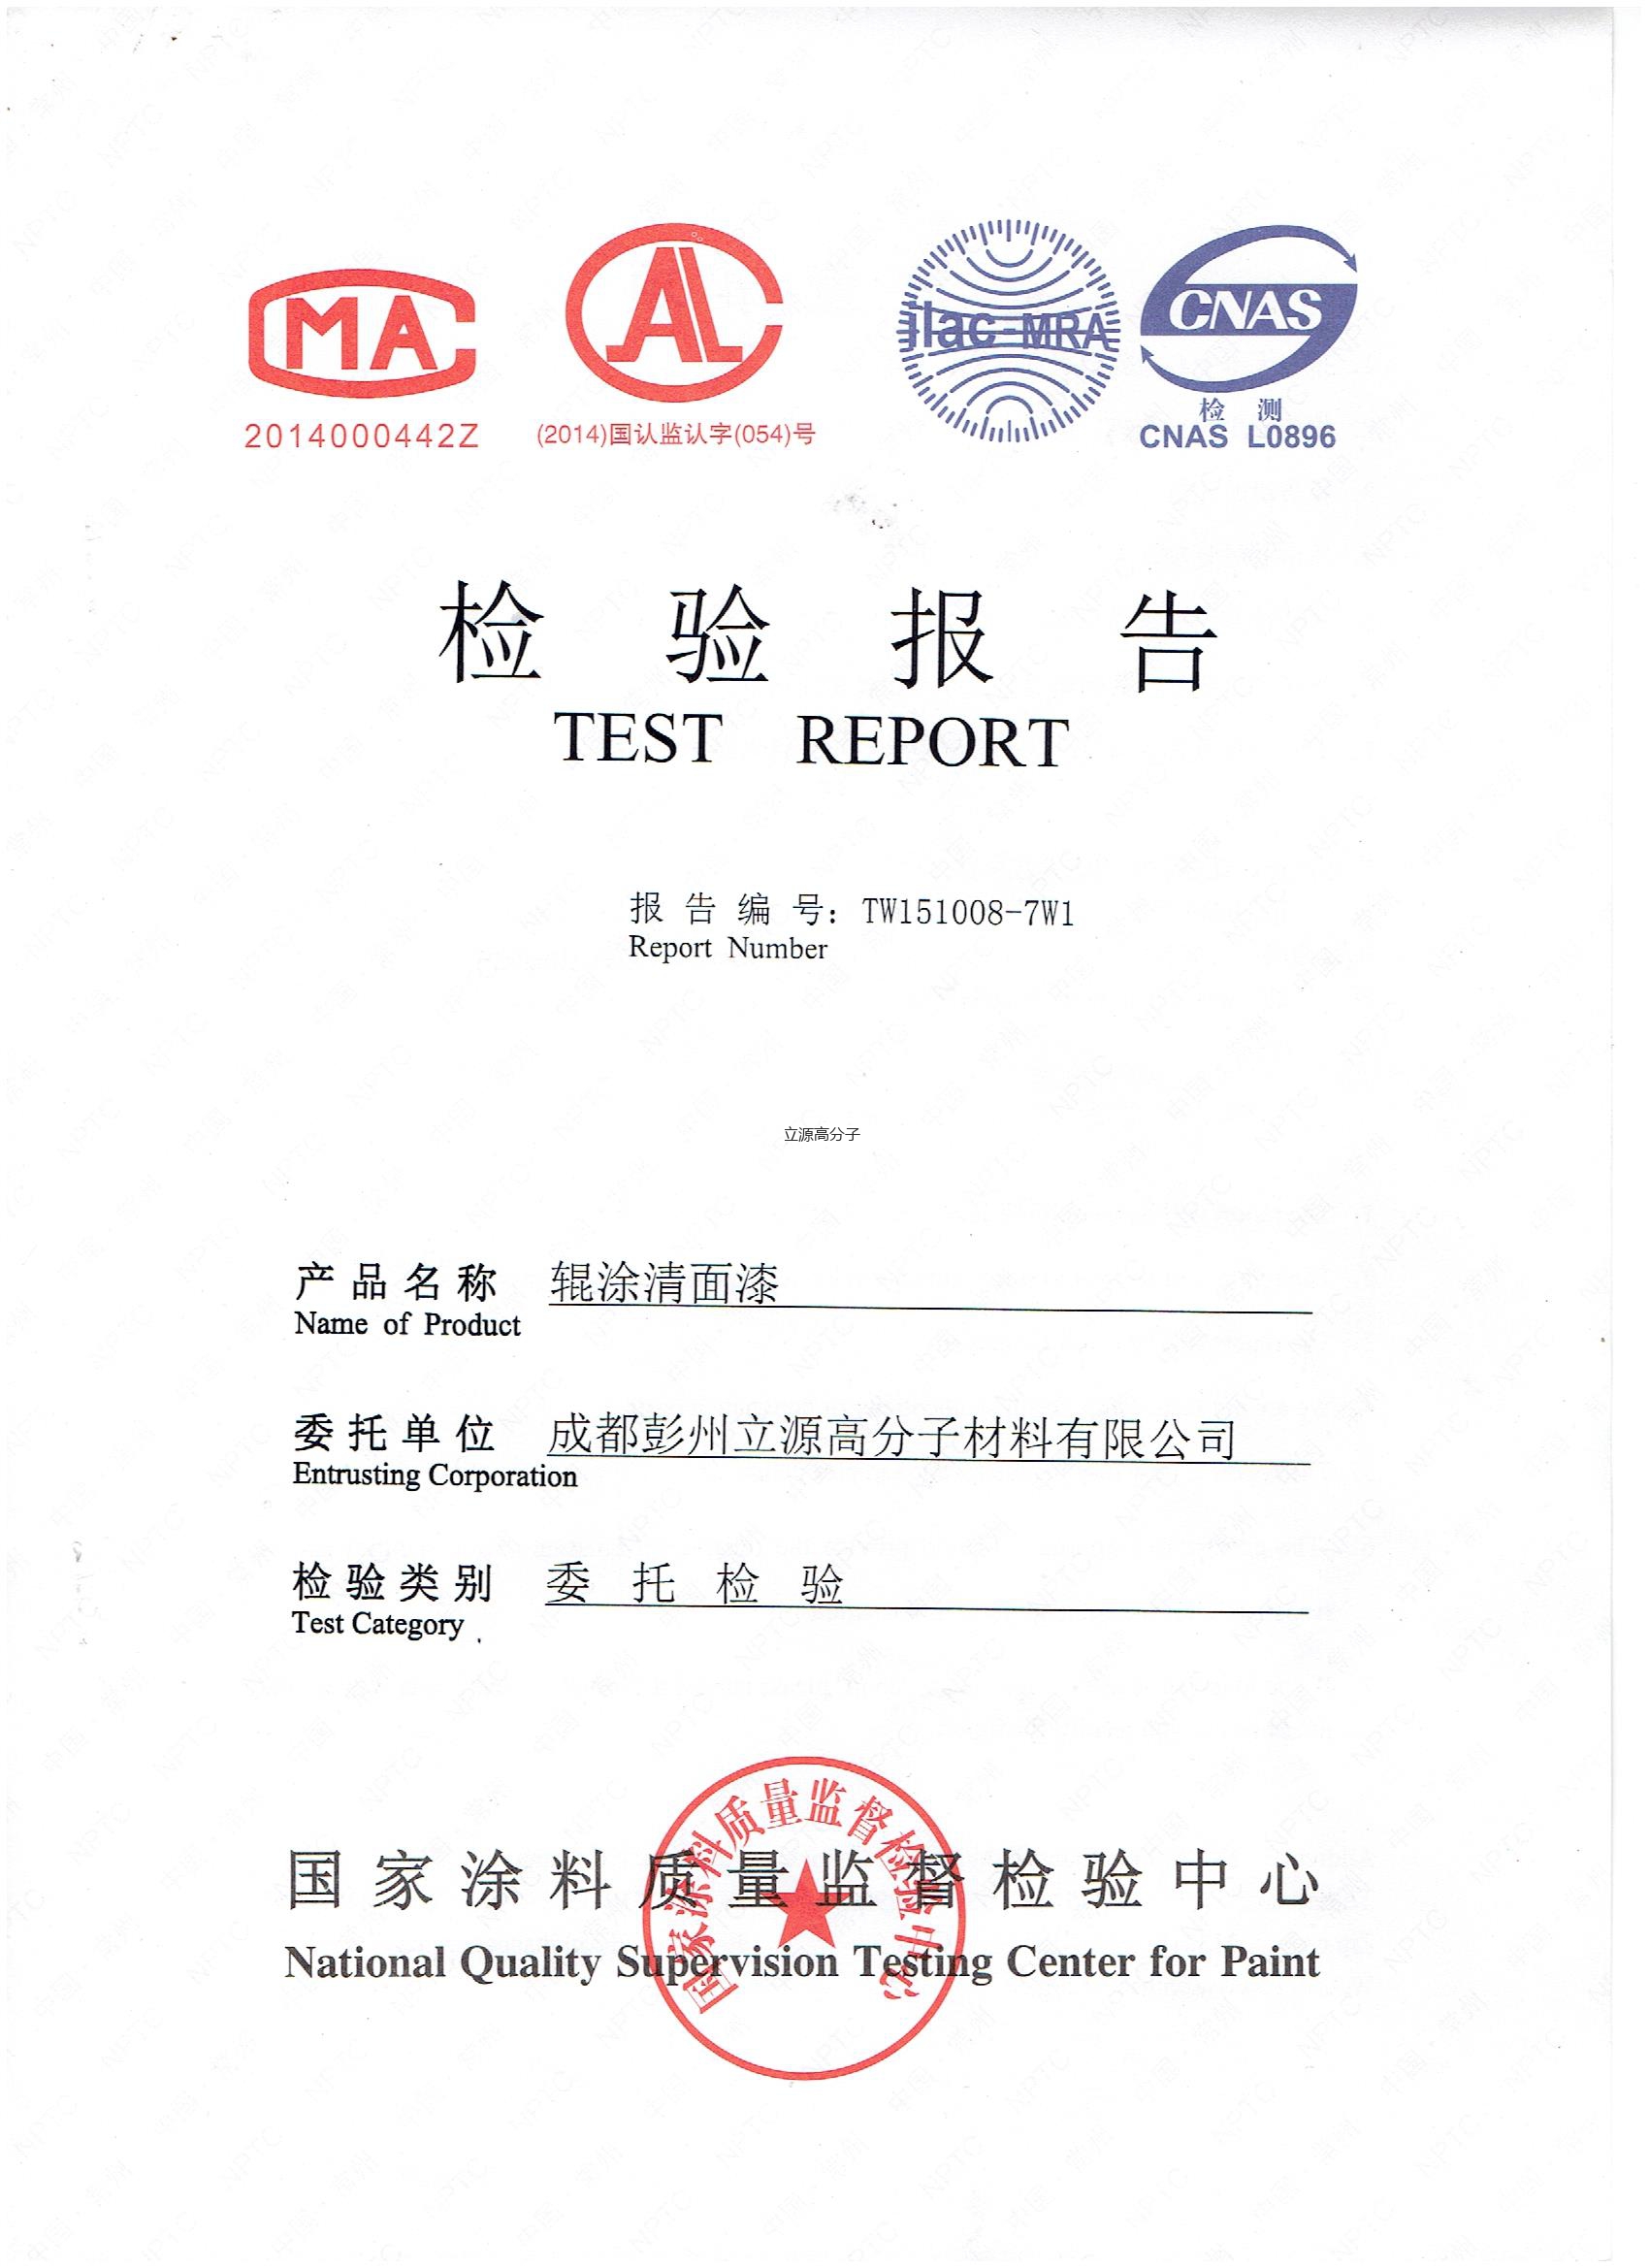 MA
AL
ilac-MRA
CNAS
2014000442Z
(2014)国认监认字(054)号
检 测
CNAS L0896
检 验 报 告
TEST REPORT
报 告 编 号: TW151008-7W1
Report Number
立源高分子
产 品 名 称 辊涂清面漆
Name of Product
委 托 单 位 成都彭州立源高分子材料有限公司
Entrusting Corporation
检 验 类 别 委 托 检 验
Test Category
国家涂料质量监督检验中心
国 家 涂 料 质 量 监 督 检 验 中 心
National Quality Supervision Testing Center for Paint